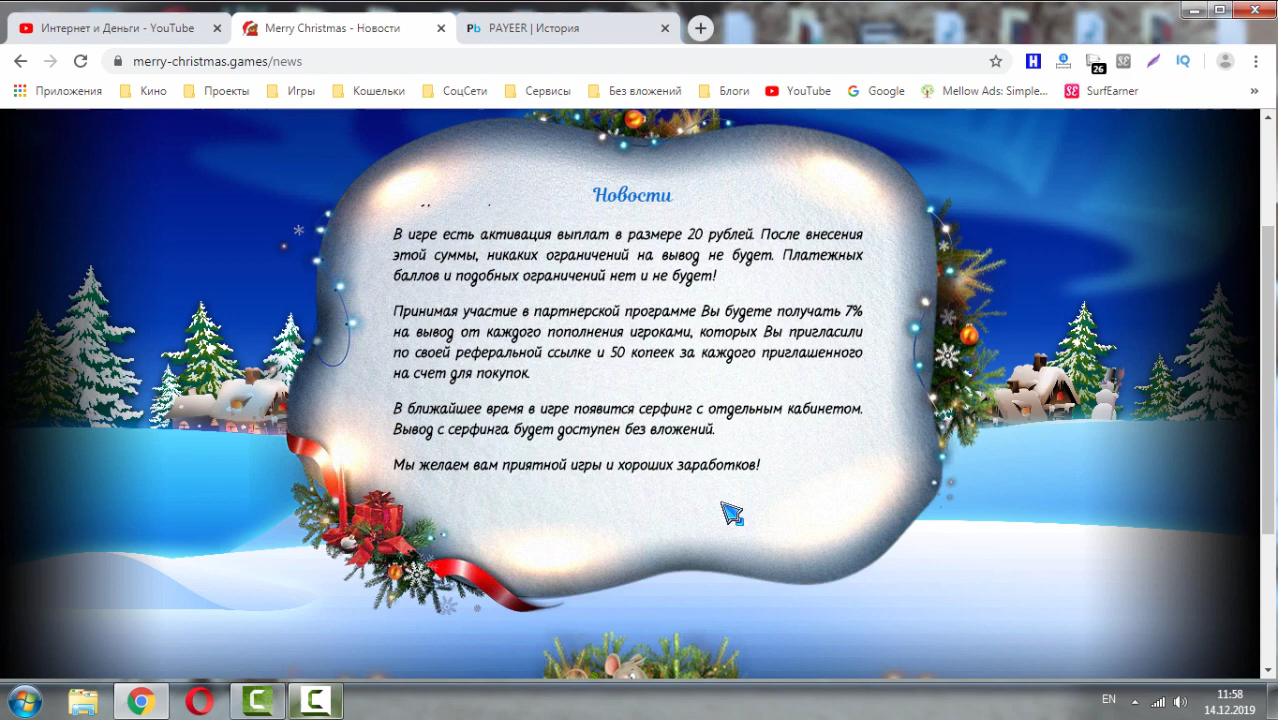 Интернет и Деньги - YouTube
Merry Christmas - Новости
Pb PAYEER | История
merry-christmas.games/news
H
26
SE
IQ
Приложения
Кино
Проекты
Игры
Кошельки
СоцСети
Сервисы
Без вложений
Блоги
YouTube
Google
Mellow Ads: Simple...
SE SurfEarner
»
Новости
В игре есть активация выплат в размере 20 рублей. После внесения
этой суммы, никаких ограничений на вывод не будет. Платежных
баллов и подобных ограничений нет и не будет!
Принимая участие в партнерской программе Вы будете получать 7%
на вывод от каждого пополнения игроками, которых Вы пригласили
по своей реферальной ссылке и 50 копеек за каждого приглашенного
на счет для покупок.
В ближайшее время в игре появится серфинг с отдельным кабинетом.
Вывод с серфинга будет доступен без вложений.
Мы желаем вам приятной игры и хороших заработков!
EN
11:58
14.12.2019